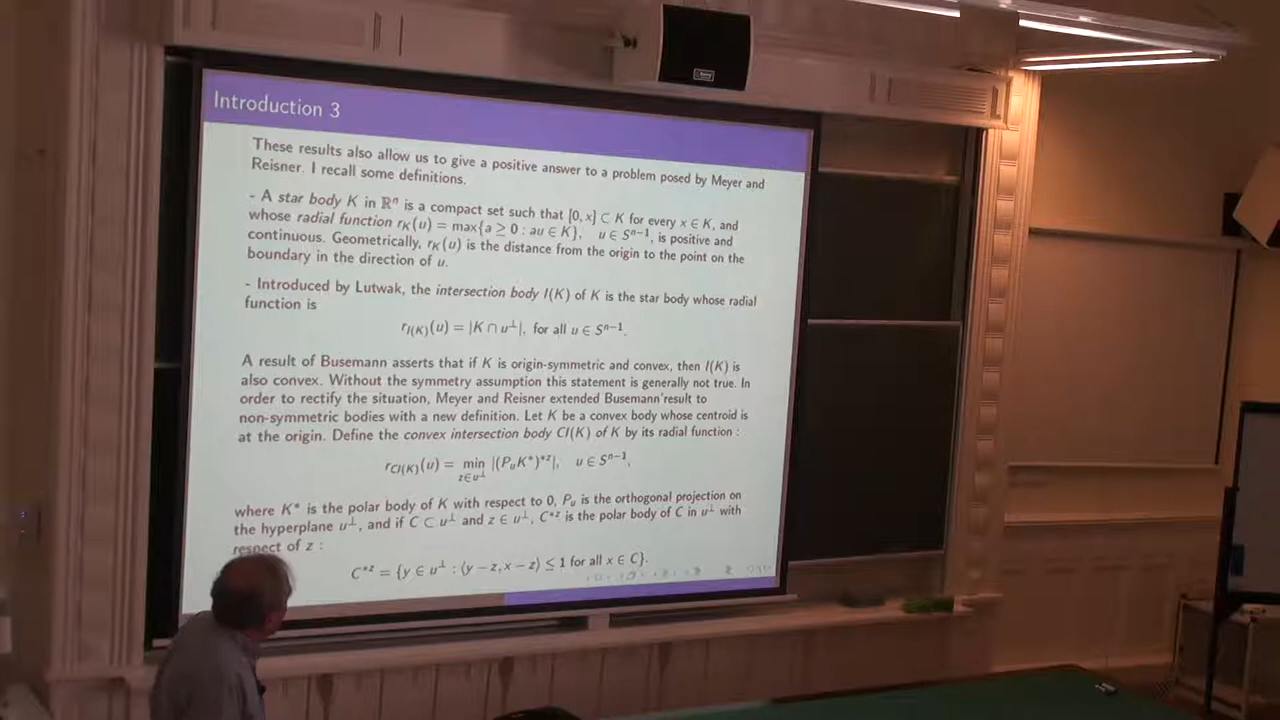 Introduction 3
These results also allow us to give a positive answer to a problem posed by Meyer and
Reisner. I recall some definitions.
- A star body K in ℝⁿ is a compact set such that [0, x] ⊂ K for every x ∈ K, and
whose radial function r_K(u) = max{a ≥ 0 : au ∈ K}, u ∈ Sⁿ⁻¹, is positive and
continuous. Geometrically, r_K(u) is the distance from the origin to the point on the
boundary in the direction of u.
- Introduced by Lutwak, the intersection body I(K) of K is the star body whose radial
function is
r_{I(K)}(u) = |K ∩ u^⊥|, for all u ∈ Sⁿ⁻¹.
A result of Busemann asserts that if K is origin-symmetric and convex, then I(K) is
also convex. Without the symmetry assumption this statement is generally not true. In
order to rectify the situation, Meyer and Reisner extended Busemann'result to
non-symmetric bodies with a new definition. Let K be a convex body whose centroid is
at the origin. Define the convex intersection body CI(K) of K by its radial function :
r_{CI(K)}(u) = min_{z∈u^⊥} |(P_u K*)^{*z}|, u ∈ Sⁿ⁻¹,
where K* is the polar body of K with respect to 0, P_u is the orthogonal projection on
the hyperplane u^⊥, and if C ⊂ u^⊥ and z ∈ u^⊥, C^{*z} is the polar body of C in u^⊥ with
respect of z :
C^{*z} = {y ∈ u^⊥ : ⟨y − z, x − z⟩ ≤ 1 for all x ∈ C}.